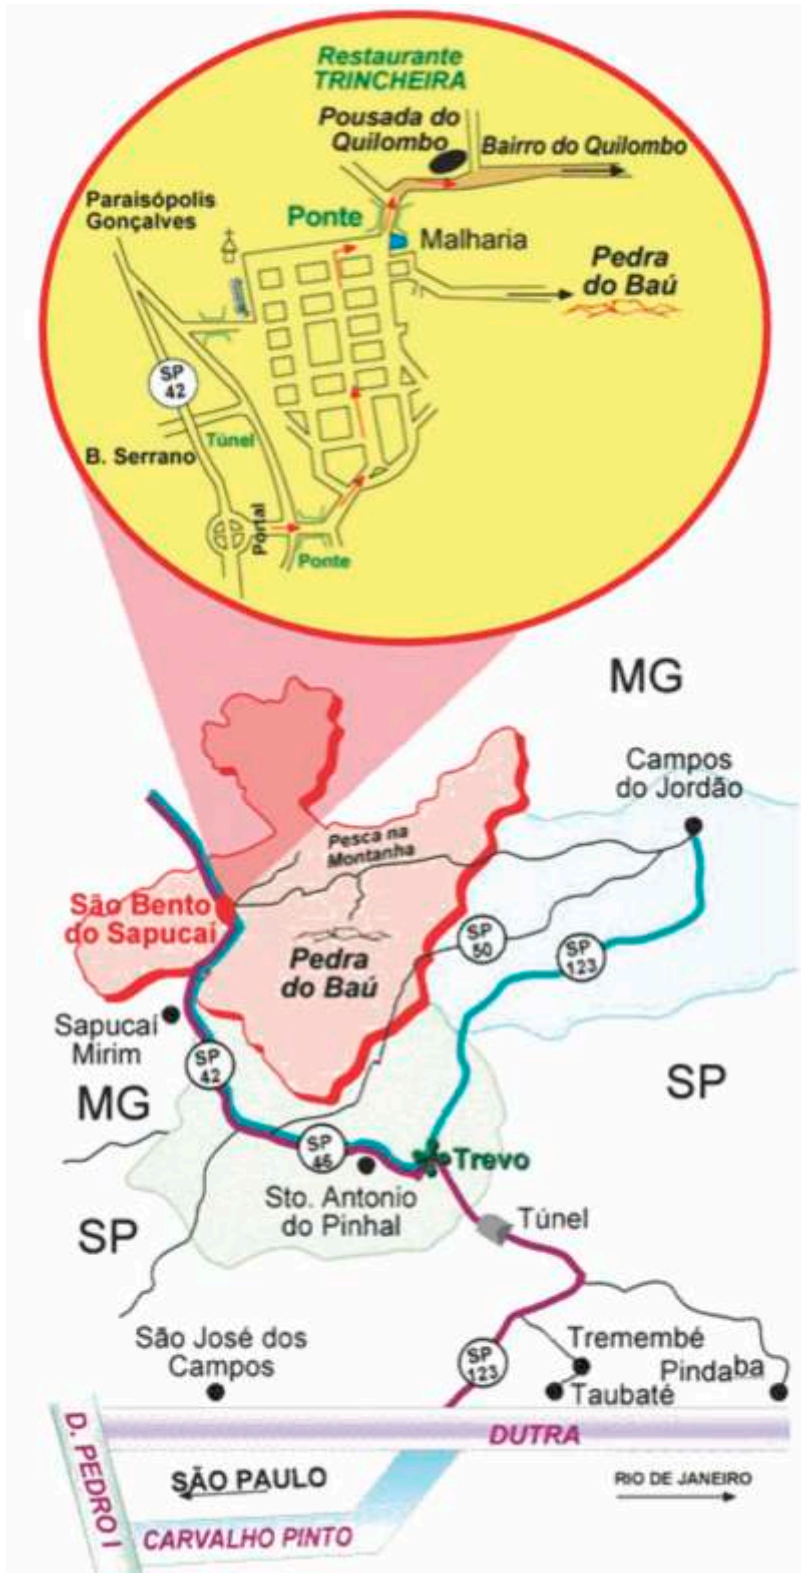 Restaurante
TRINCHEIRA
Pousada do
Quilombo
Bairro do Quilombo
Paraisópolis
Gonçalves
Ponte
Malharia
Pedra
do Baú
SP
42
Túnel
B. Serrano
Portal
Ponte
MG
Campos
do Jordão
Pesca na
Montanha
São Bento
do Sapucaí
SP
50
SP
123
Pedra
do Baú
Sapucaí
Mirim
SP
42
MG
SP
SP
46
Trevo
Sto. Antonio
do Pinhal
Túnel
SP
São José dos
Campos
SP
123
Tremembé
Pindaba
Taubaté
D. PEDRO I
DUTRA
SÃO PAULO
RIO DE JANEIRO
CARVALHO PINTO